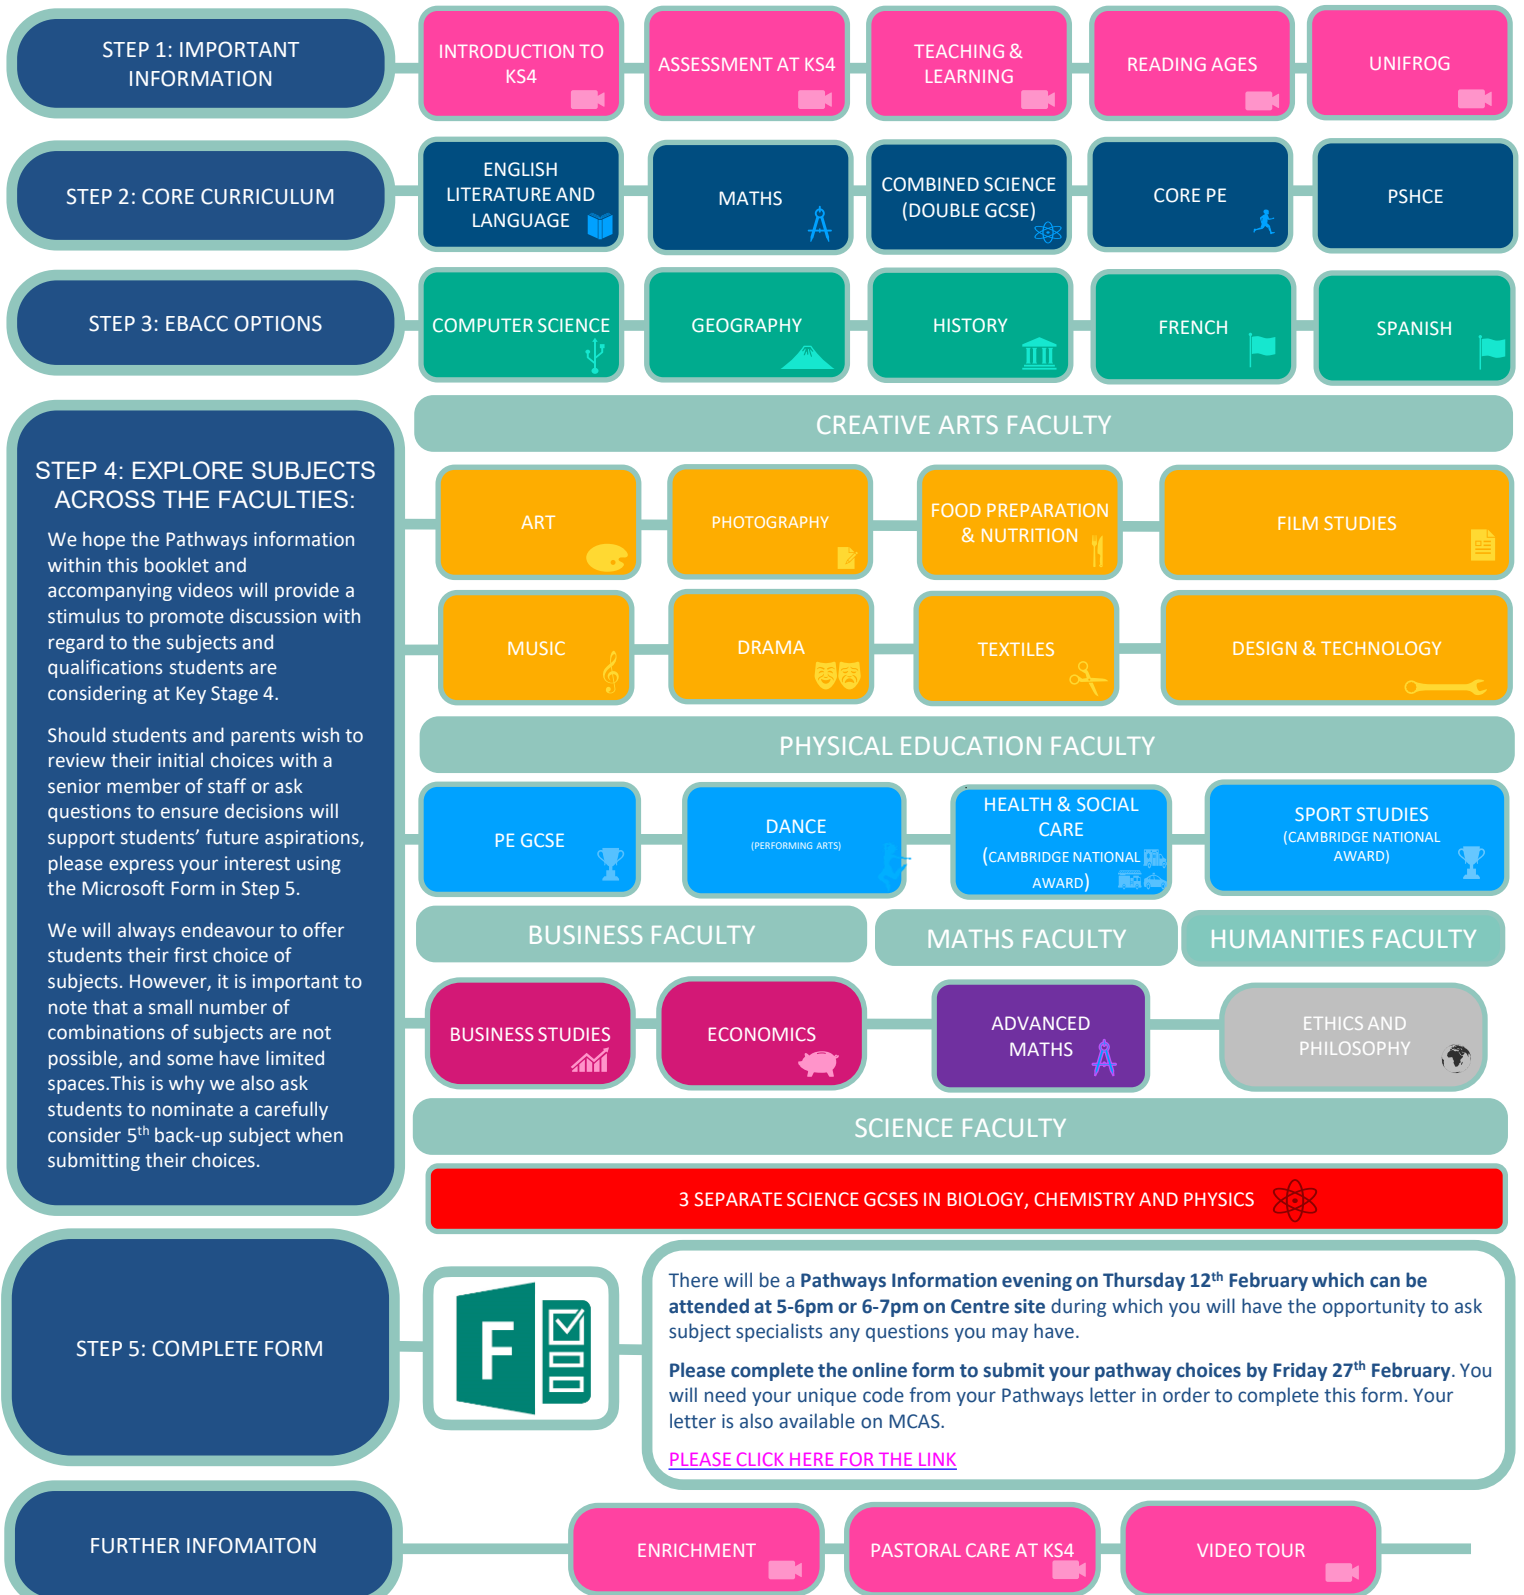 STEP 1: IMPORTANT
INFORMATION
INTRODUCTION TO
KS4
ASSESSMENT AT KS4
TEACHING &
LEARNING
READING AGES
UNIFROG
STEP 2: CORE CURRICULUM
ENGLISH
LITERATURE AND
LANGUAGE
MATHS
COMBINED SCIENCE
(DOUBLE GCSE)
CORE PE
PSHCE
STEP 3: EBACC OPTIONS
COMPUTER SCIENCE
GEOGRAPHY
HISTORY
FRENCH
SPANISH
STEP 4: EXPLORE SUBJECTS
ACROSS THE FACULTIES:
We hope the Pathways information
within this booklet and
accompanying videos will provide a
stimulus to promote discussion with
regard to the subjects and
qualifications students are
considering at Key Stage 4.
Should students and parents wish to
review their initial choices with a
senior member of staff or ask
questions to ensure decisions will
support students’ future aspirations,
please express your interest using
the Microsoft Form in Step 5.
We will always endeavour to offer
students their first choice of
subjects. However, it is important to
note that a small number of
combinations of subjects are not
possible, and some have limited
spaces.This is why we also ask
students to nominate a carefully
consider 5th back-up subject when
submitting their choices.
CREATIVE ARTS FACULTY
ART
PHOTOGRAPHY
FOOD PREPARATION
& NUTRITION
FILM STUDIES
MUSIC
DRAMA
TEXTILES
DESIGN & TECHNOLOGY
PHYSICAL EDUCATION FACULTY
PE GCSE
DANCE
(PERFORMING ARTS)
HEALTH & SOCIAL
CARE
(CAMBRIDGE NATIONAL
AWARD)
SPORT STUDIES
(CAMBRIDGE NATIONAL
AWARD)
BUSINESS FACULTY
MATHS FACULTY
HUMANITIES FACULTY
BUSINESS STUDIES
ECONOMICS
ADVANCED
MATHS
ETHICS AND
PHILOSOPHY
SCIENCE FACULTY
3 SEPARATE SCIENCE GCSES IN BIOLOGY, CHEMISTRY AND PHYSICS
STEP 5: COMPLETE FORM
F
There will be a Pathways Information evening on Thursday 12th February which can be
attended at 5-6pm or 6-7pm on Centre site during which you will have the opportunity to ask
subject specialists any questions you may have.
Please complete the online form to submit your pathway choices by Friday 27th February. You
will need your unique code from your Pathways letter in order to complete this form. Your
letter is also available on MCAS.
PLEASE CLICK HERE FOR THE LINK
FURTHER INFOMAITON
ENRICHMENT
PASTORAL CARE AT KS4
VIDEO TOUR